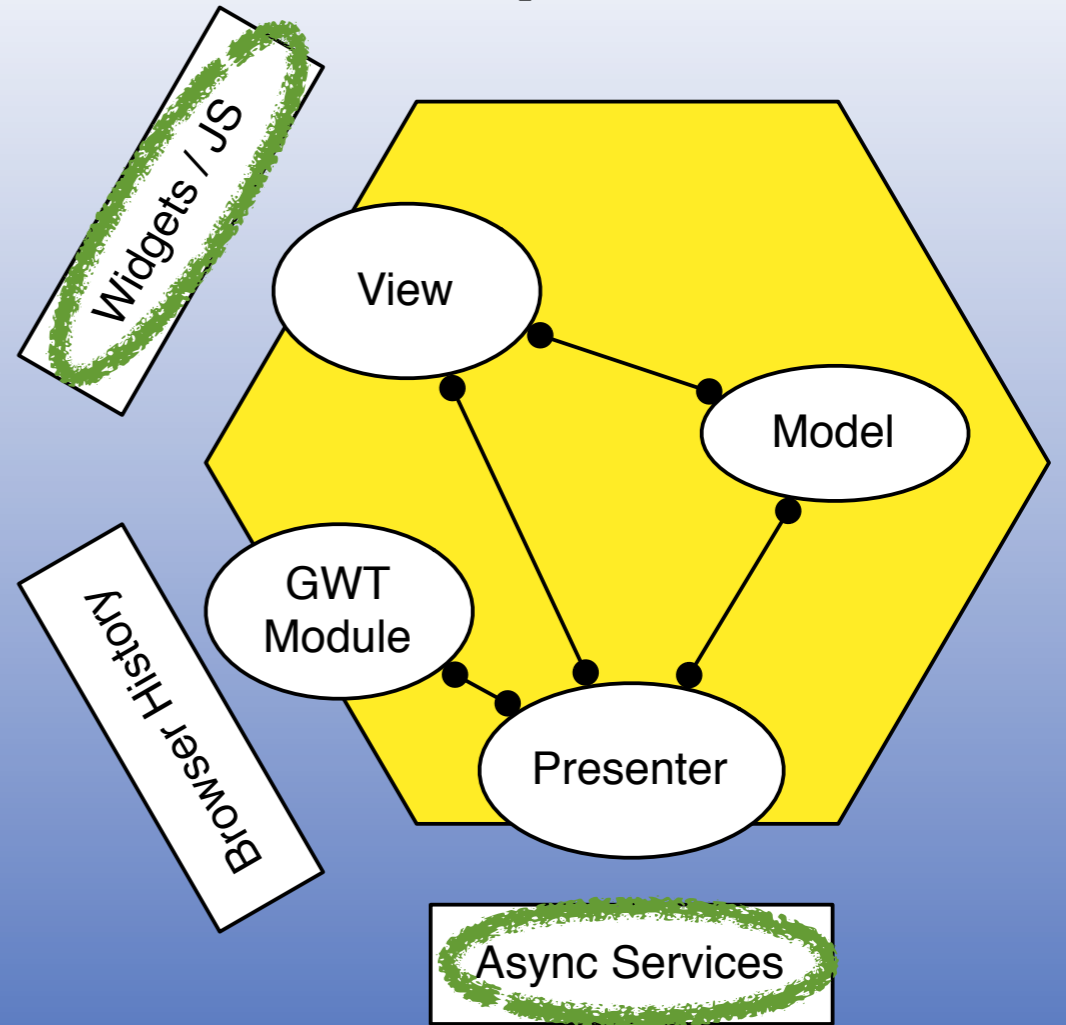 Widgets / JS
View
Model
GWT
Module
Browser History
Presenter
Async Services